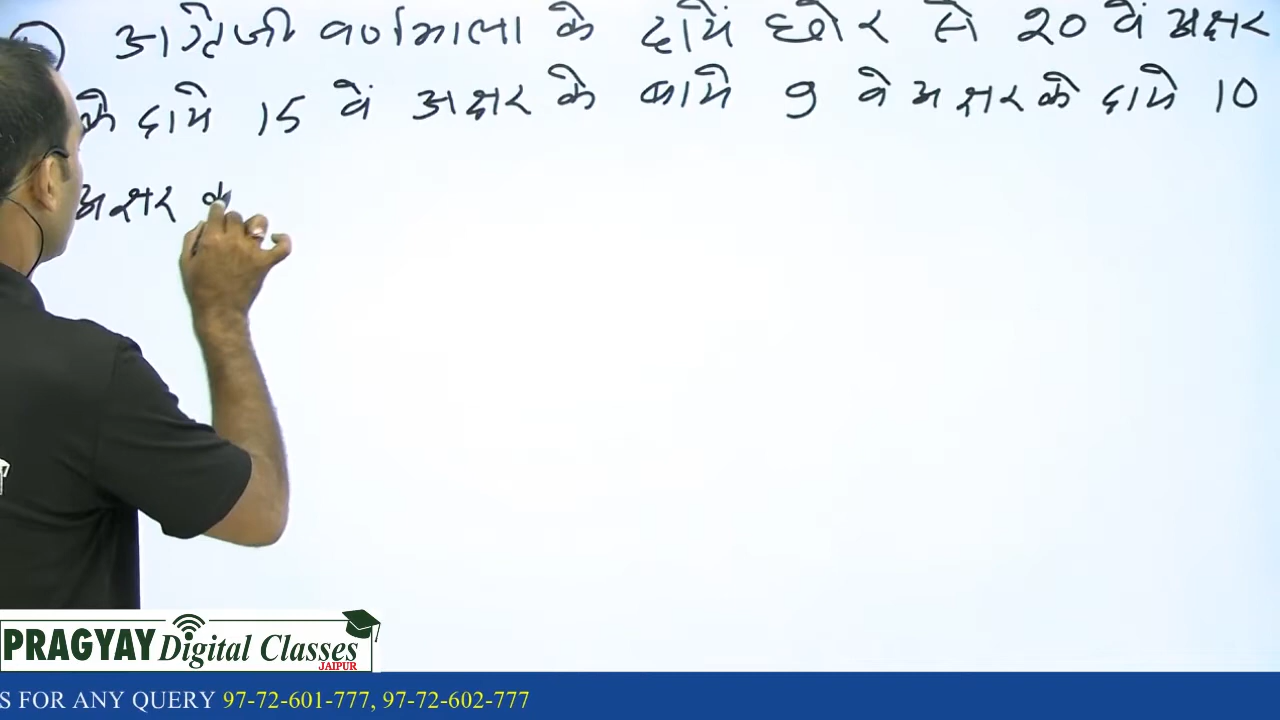 अंग्रेजी वर्णमाला के दायें छोर से 20 वें अक्षर
के दायें 15 वें अक्षर के बायें 9 वें अक्षर के दायें 10
अक्षर
PRAGYAY Digital Classes
JAIPUR
S FOR ANY QUERY 97-72-601-777, 97-72-602-777